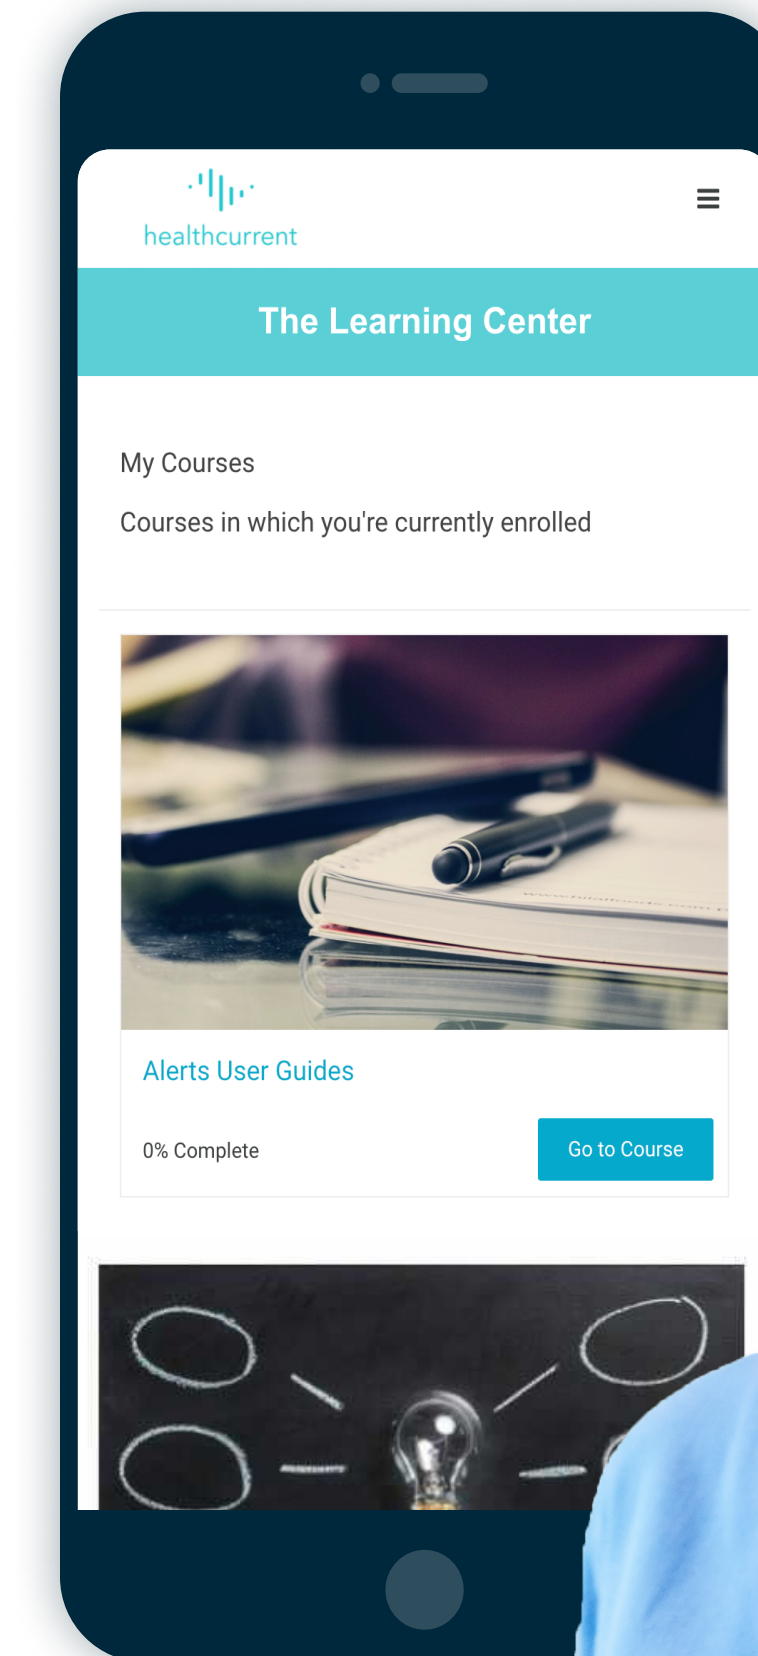 healthcurrent
The Learning Center
My Courses
Courses in which you're currently enrolled
Alerts User Guides
0% Complete
Go to Course